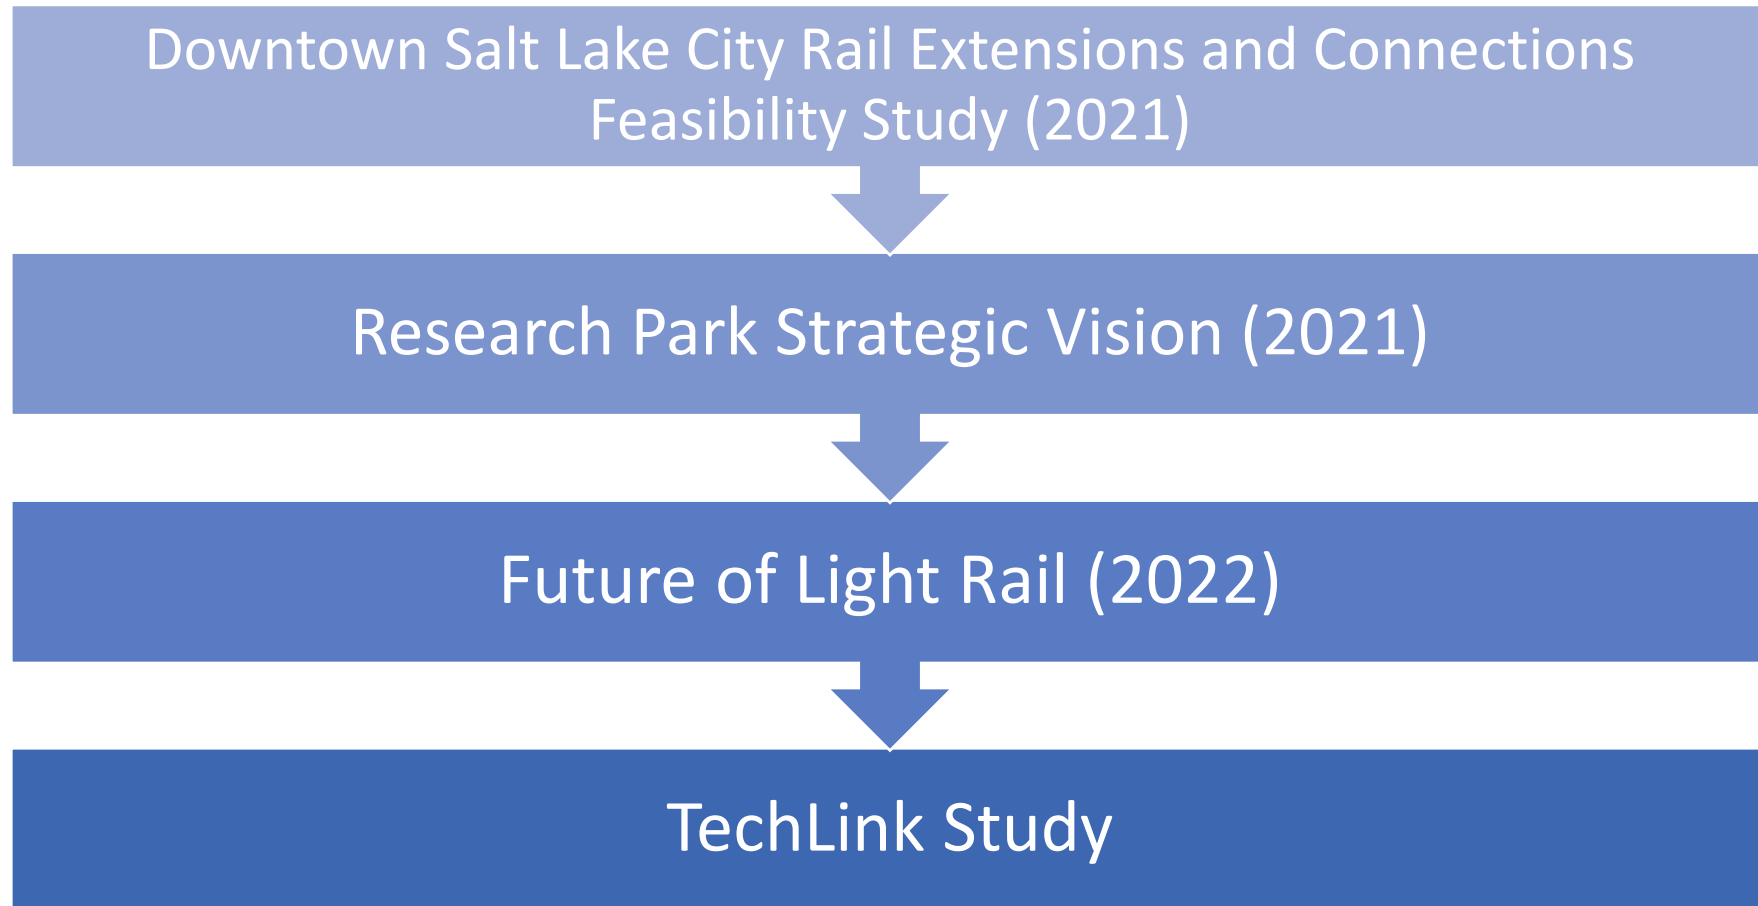 Downtown Salt Lake City Rail Extensions and Connections
Feasibility Study (2021)
Research Park Strategic Vision (2021)
Future of Light Rail (2022)
TechLink Study